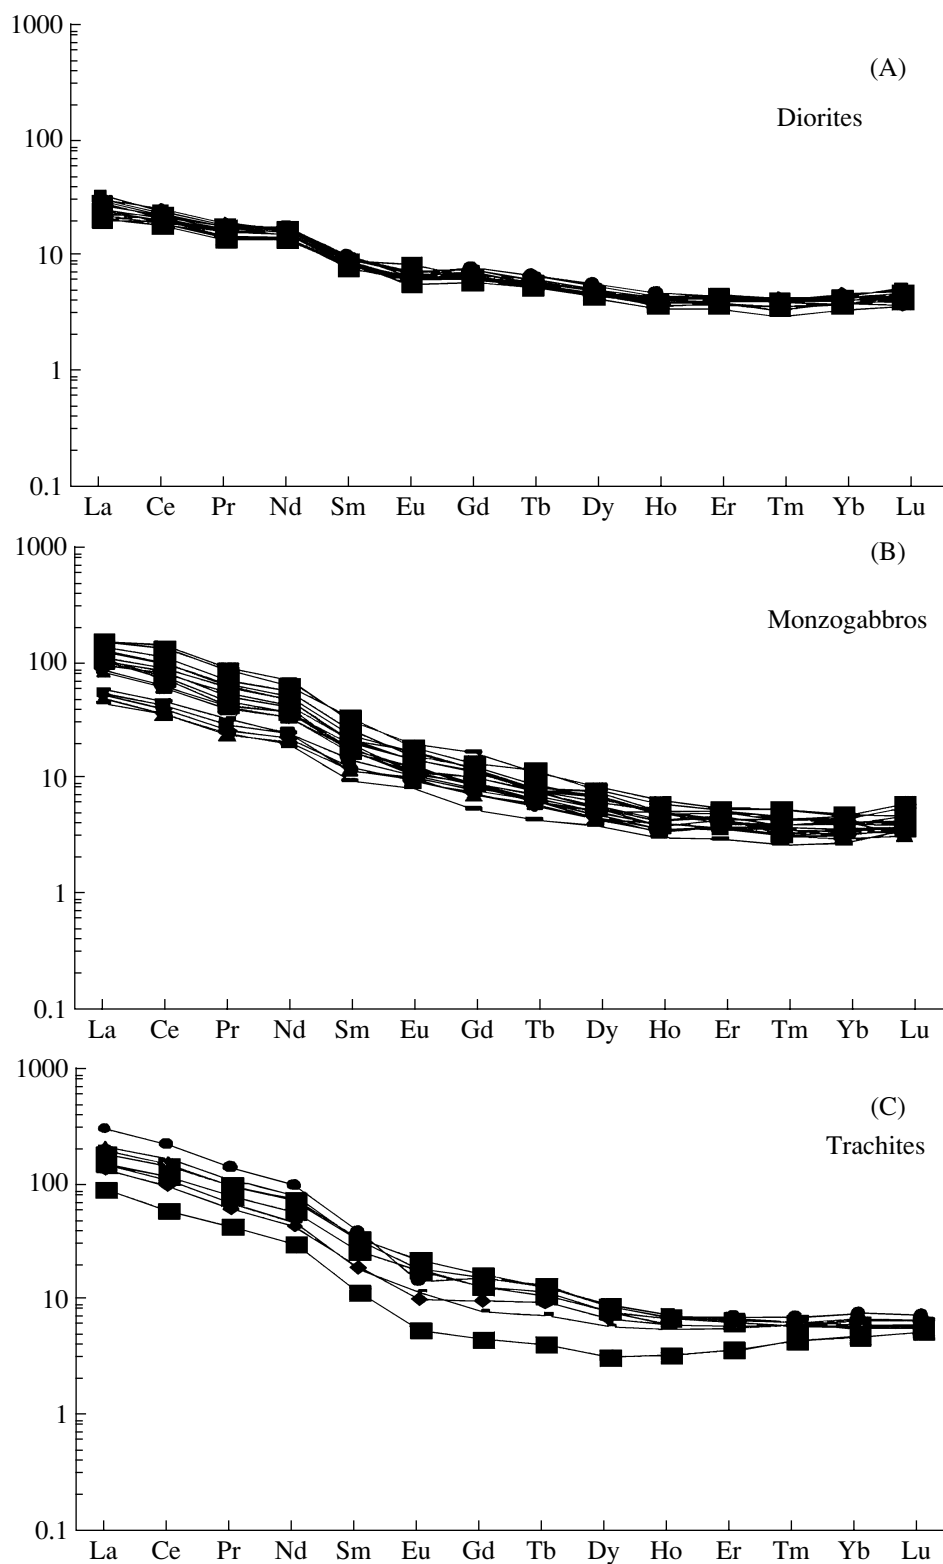 1000
(A)
Diorites
100
10
1
0.1
La Ce Pr Nd Sm Eu Gd Tb Dy Ho Er Tm Yb Lu
1000
(B)
Monzogabbros
100
10
1
0.1
La Ce Pr Nd Sm Eu Gd Tb Dy Ho Er Tm Yb Lu
1000
(C)
Trachites
100
10
1
0.1
La Ce Pr Nd Sm Eu Gd Tb Dy Ho Er Tm Yb Lu